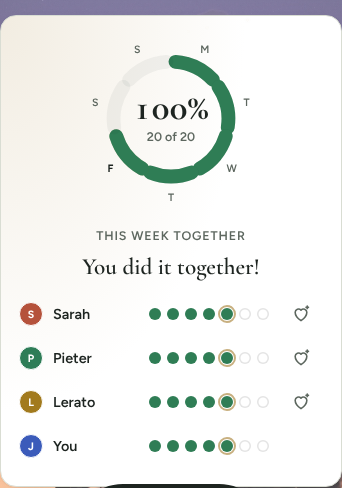 S M
S T
100%
20 of 20
F W
T
THIS WEEK TOGETHER
You did it together!
S Sarah
P Pieter
L Lerato
J You